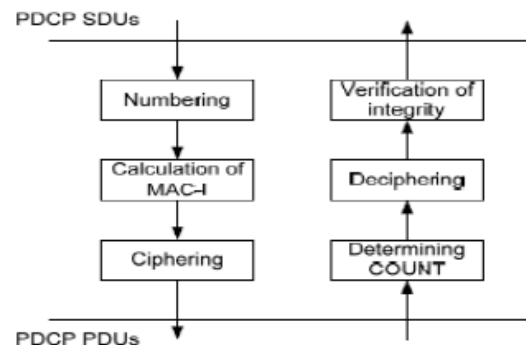 PDCP SDUs
Numbering
Calculation of
MAC-I
Ciphering
Verification of
integrity
Deciphering
Determining
COUNT
PDCP PDUs